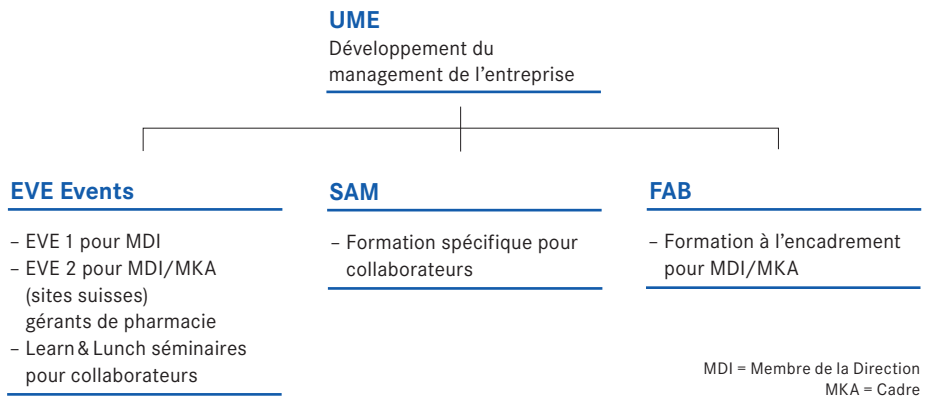 UME
Développement du
management de l'entreprise
EVE Events
– EVE 1 pour MDI
– EVE 2 pour MDI/MKA
(sites suisses)
gérants de pharmacie
– Learn & Lunch séminaires
pour collaborateurs
SAM
– Formation spécifique pour
collaborateurs
FAB
– Formation à l'encadrement
pour MDI/MKA
MDI = Membre de la Direction
MKA = Cadre